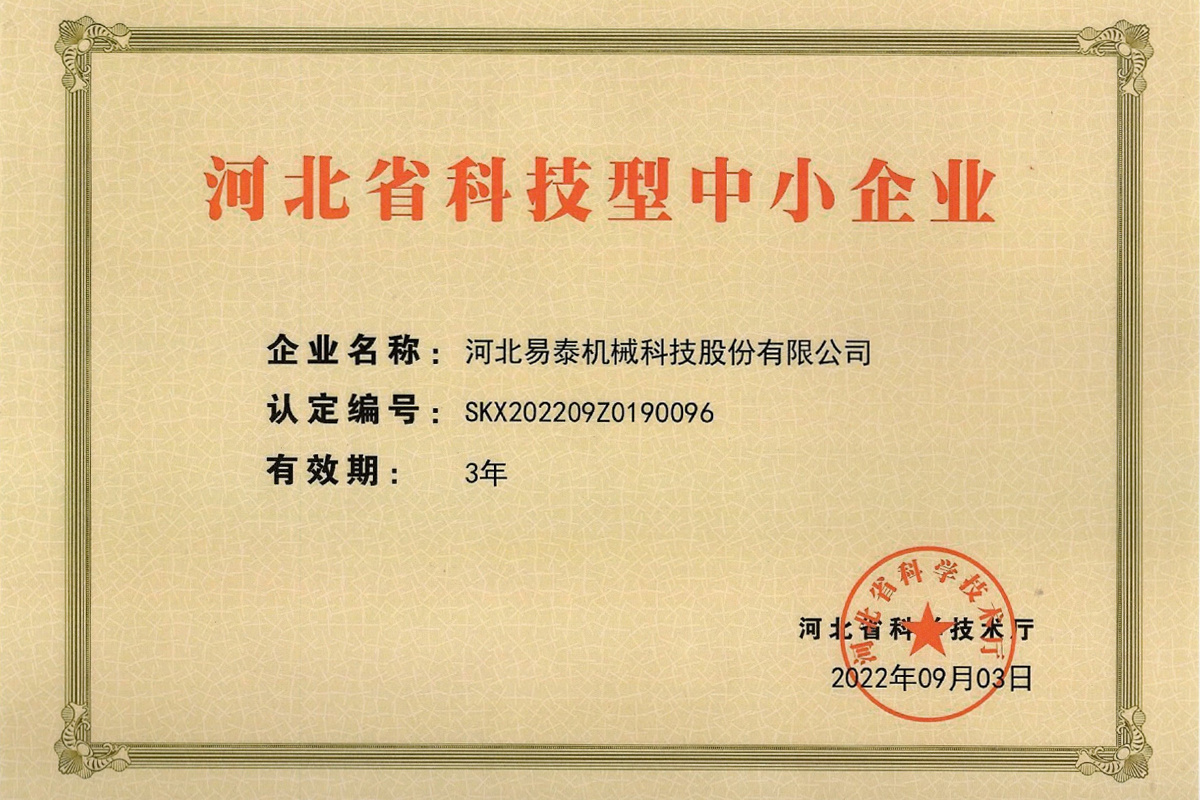 河北省科技型中小企业
企业名称：河北易泰机械科技股份有限公司
认定编号：SKX202209Z0190096
有效期：3年
河北省科学技术厅
河北省科学技术厅
2022年09月03日